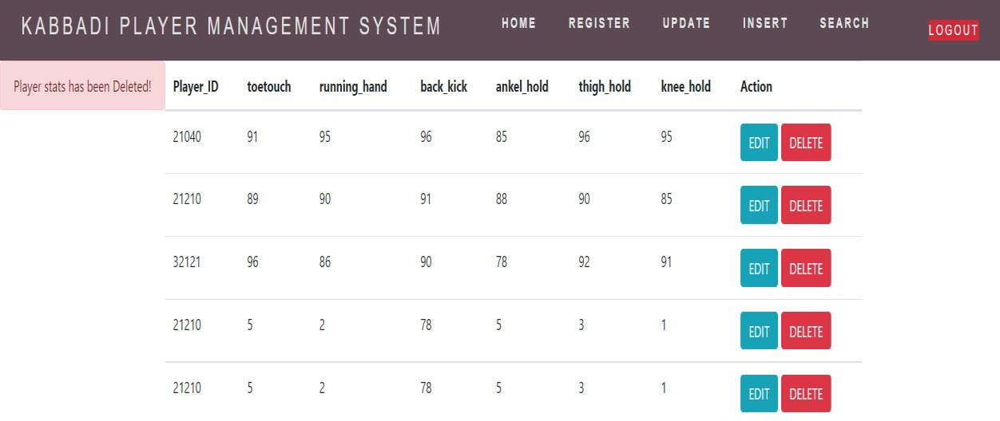 KABBADI PLAYER MANAGEMENT SYSTEM HOME REGISTER UPDATE INSERT SEARCH LOGOUT
Player stats has been Deleted! Player_ID toetouch running_hand back_kick ankel_hold thigh_hold knee_hold Action
21040 91 95 96 85 96 95 EDIT DELETE
21210 89 90 91 88 90 85 EDIT DELETE
32121 96 86 90 78 92 91 EDIT DELETE
21210 5 2 78 5 3 1 EDIT DELETE
21210 5 2 78 5 3 1 EDIT DELETE